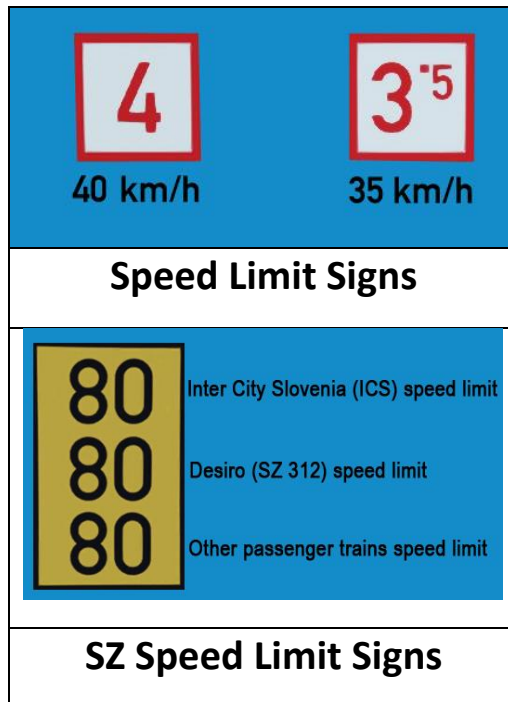 4 3.5
40 km/h 35 km/h
Speed Limit Signs
80 Inter City Slovenia (ICS) speed limit
80 Desiro (SZ 312) speed limit
80 Other passenger trains speed limit
SZ Speed Limit Signs